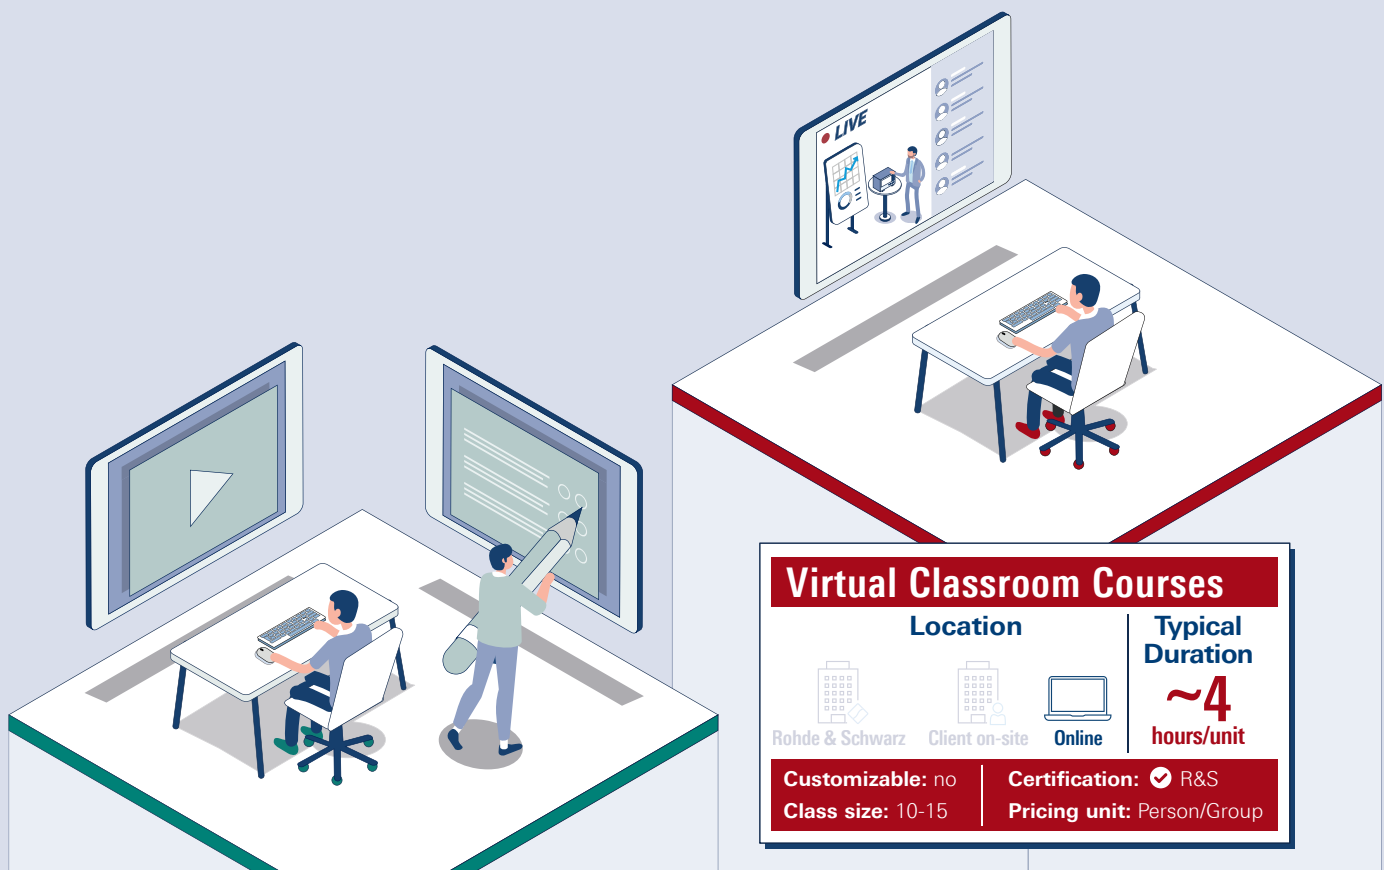 LIVE
Virtual Classroom Courses
Location
Rohde & Schwarz
Client on-site
Online
Typical
Duration
~4
hours/unit
Customizable: no
Class size: 10-15
Certification: R&S
Pricing unit: Person/Group